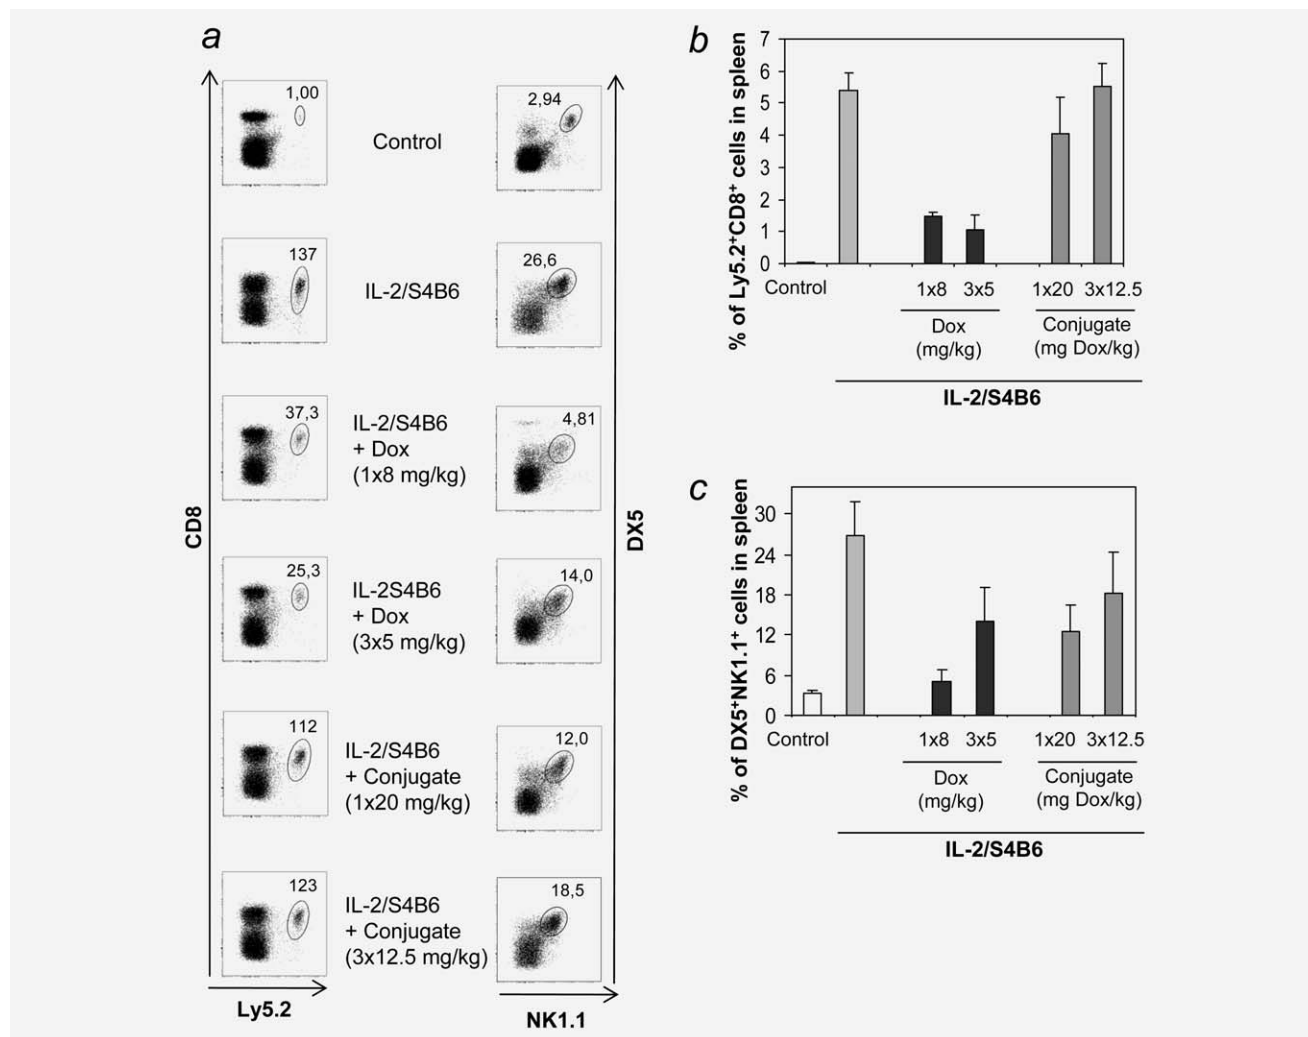 a
CD8
1,00
Control
2,94
137
IL-2/S4B6
26,6
37,3
IL-2/S4B6
+ Dox
(1x8 mg/kg)
4,81
25,3
IL-2S4B6
+ Dox
(3x5 mg/kg)
14,0
112
IL-2/S4B6
+ Conjugate
(1x20 mg/kg)
12,0
123
IL-2/S4B6
+ Conjugate
(3x12.5 mg/kg)
18,5
Ly5.2
NK1.1
DX5
b
% of Ly5.2⁺CD8⁺ cells in spleen
7
6
5
4
3
2
1
0
Control
1x8 3x5
1x20 3x12.5
Dox
(mg/kg)
Conjugate
(mg Dox/kg)
IL-2/S4B6
c
% of DX5⁺NK1.1⁺ cells in spleen
30
24
18
12
6
0
Control
1x8 3x5
1x20 3x12.5
Dox
(mg/kg)
Conjugate
(mg Dox/kg)
IL-2/S4B6